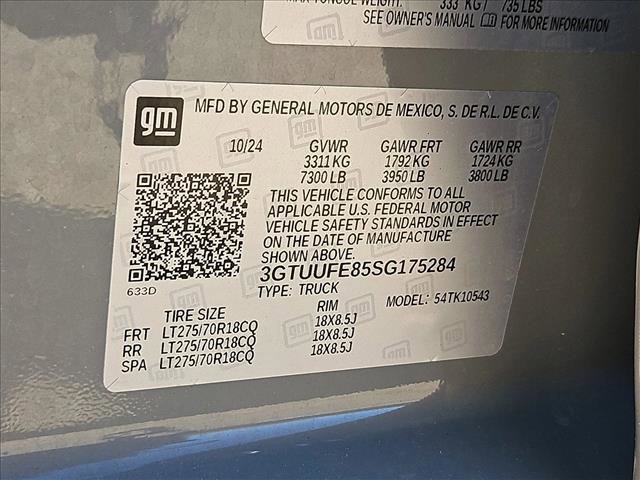 MAX TONGUE WEIGHT: 333 KG / 735 LBS
SEE OWNER'S MANUAL FOR MORE INFORMATION.
gm
MFD BY GENERAL MOTORS DE MEXICO, S. DE R.L. DE C.V.
10/24 GVWR GAWR FRT GAWR RR
3311 KG 1792 KG 1724 KG
7300 LB 3950 LB 3800 LB
THIS VEHICLE CONFORMS TO ALL
APPLICABLE U.S. FEDERAL MOTOR
VEHICLE SAFETY STANDARDS IN EFFECT
ON THE DATE OF MANUFACTURE
SHOWN ABOVE.
633D
3GTUUFE85SG175284
TYPE: TRUCK MODEL: 54TK10543
TIRE SIZE RIM
FRT LT275/70R18CQ 18X8.5J
RR LT275/70R18CQ 18X8.5J
SPA LT275/70R18CQ 18X8.5J